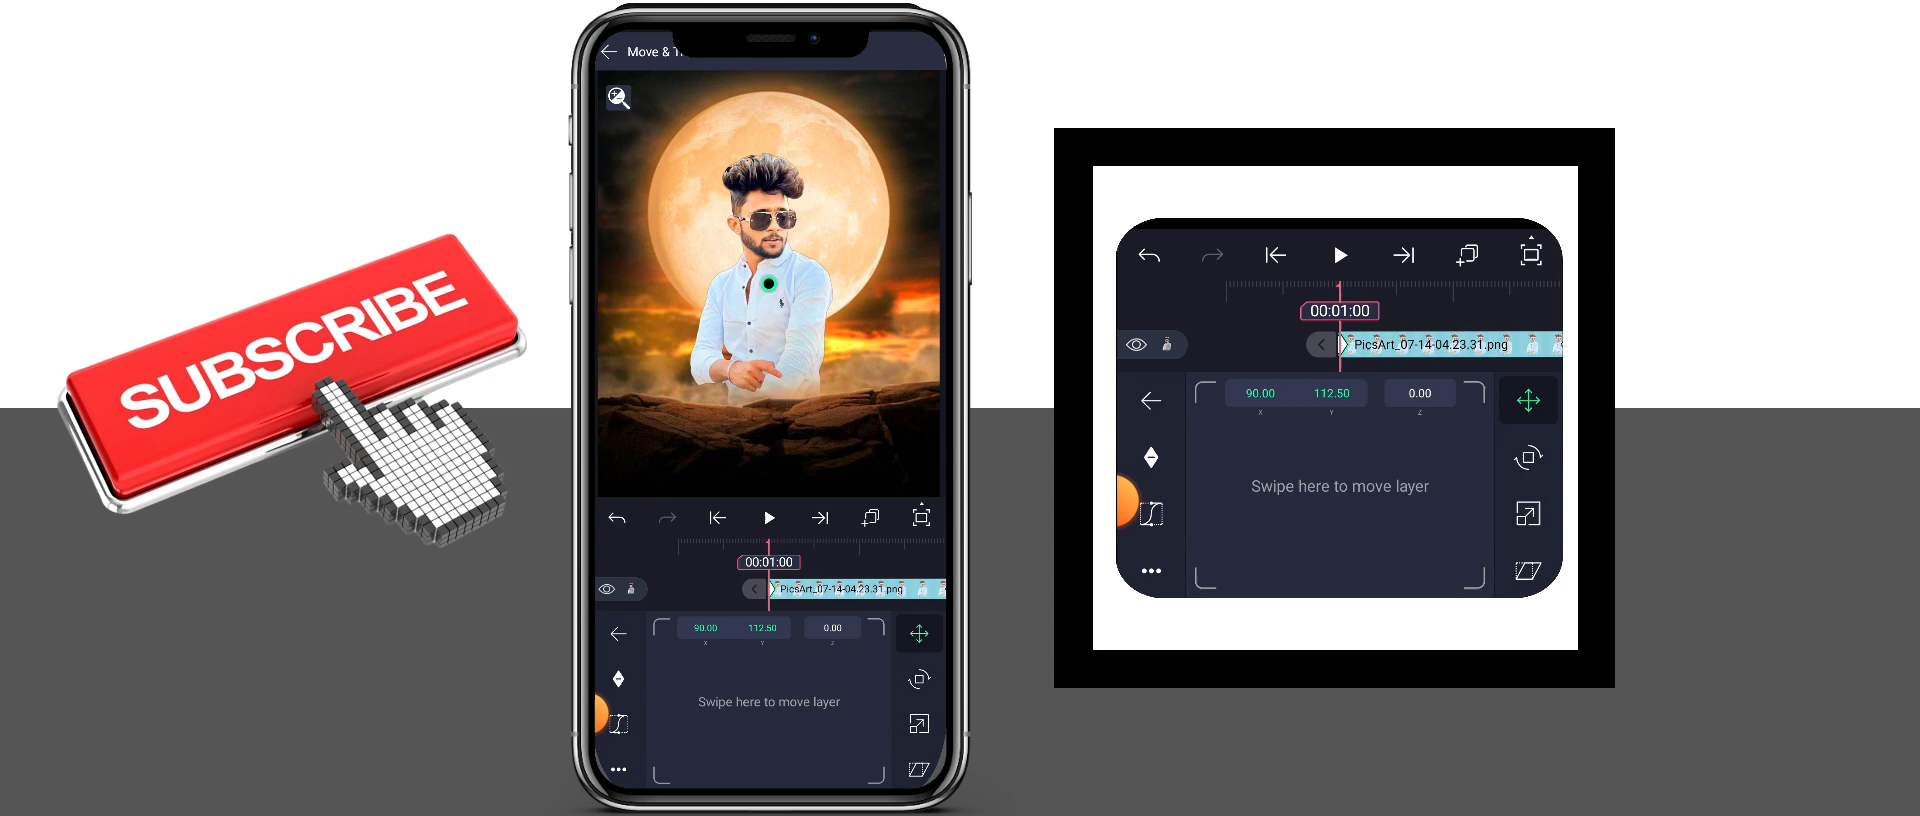 SUBSCRIBE
Move & T
00:01:00
PicsArt_07-14-04.23.31.png
90.00 112.50 0.00
X Y Z
Swipe here to move layer
00:01:00
PicsArt_07-14-04.23.31.png
90.00 112.50 0.00
X Y Z
Swipe here to move layer